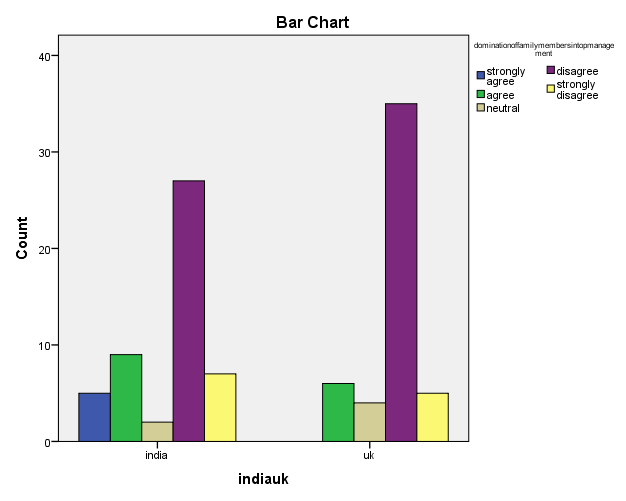 Bar Chart
dominationoffamilymembersintopmanage
ment
strongly
agree
agree
neutral
disagree
strongly
disagree
40
30
20
10
0
Count
india
uk
indiauk